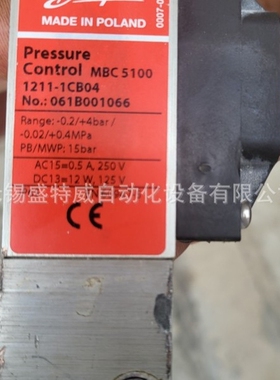 MADE IN POLAND
0007-0
Pressure
Control MBC 5100
1211-1CB04
No.: 061B001066
Range: -0.2/+4bar /
-0.02/+0.4MPa
PB/MWP: 15bar
锡盛特威自动化设备有限公
AC15=0.5 A, 250 V
DC13=12 W, 125 V